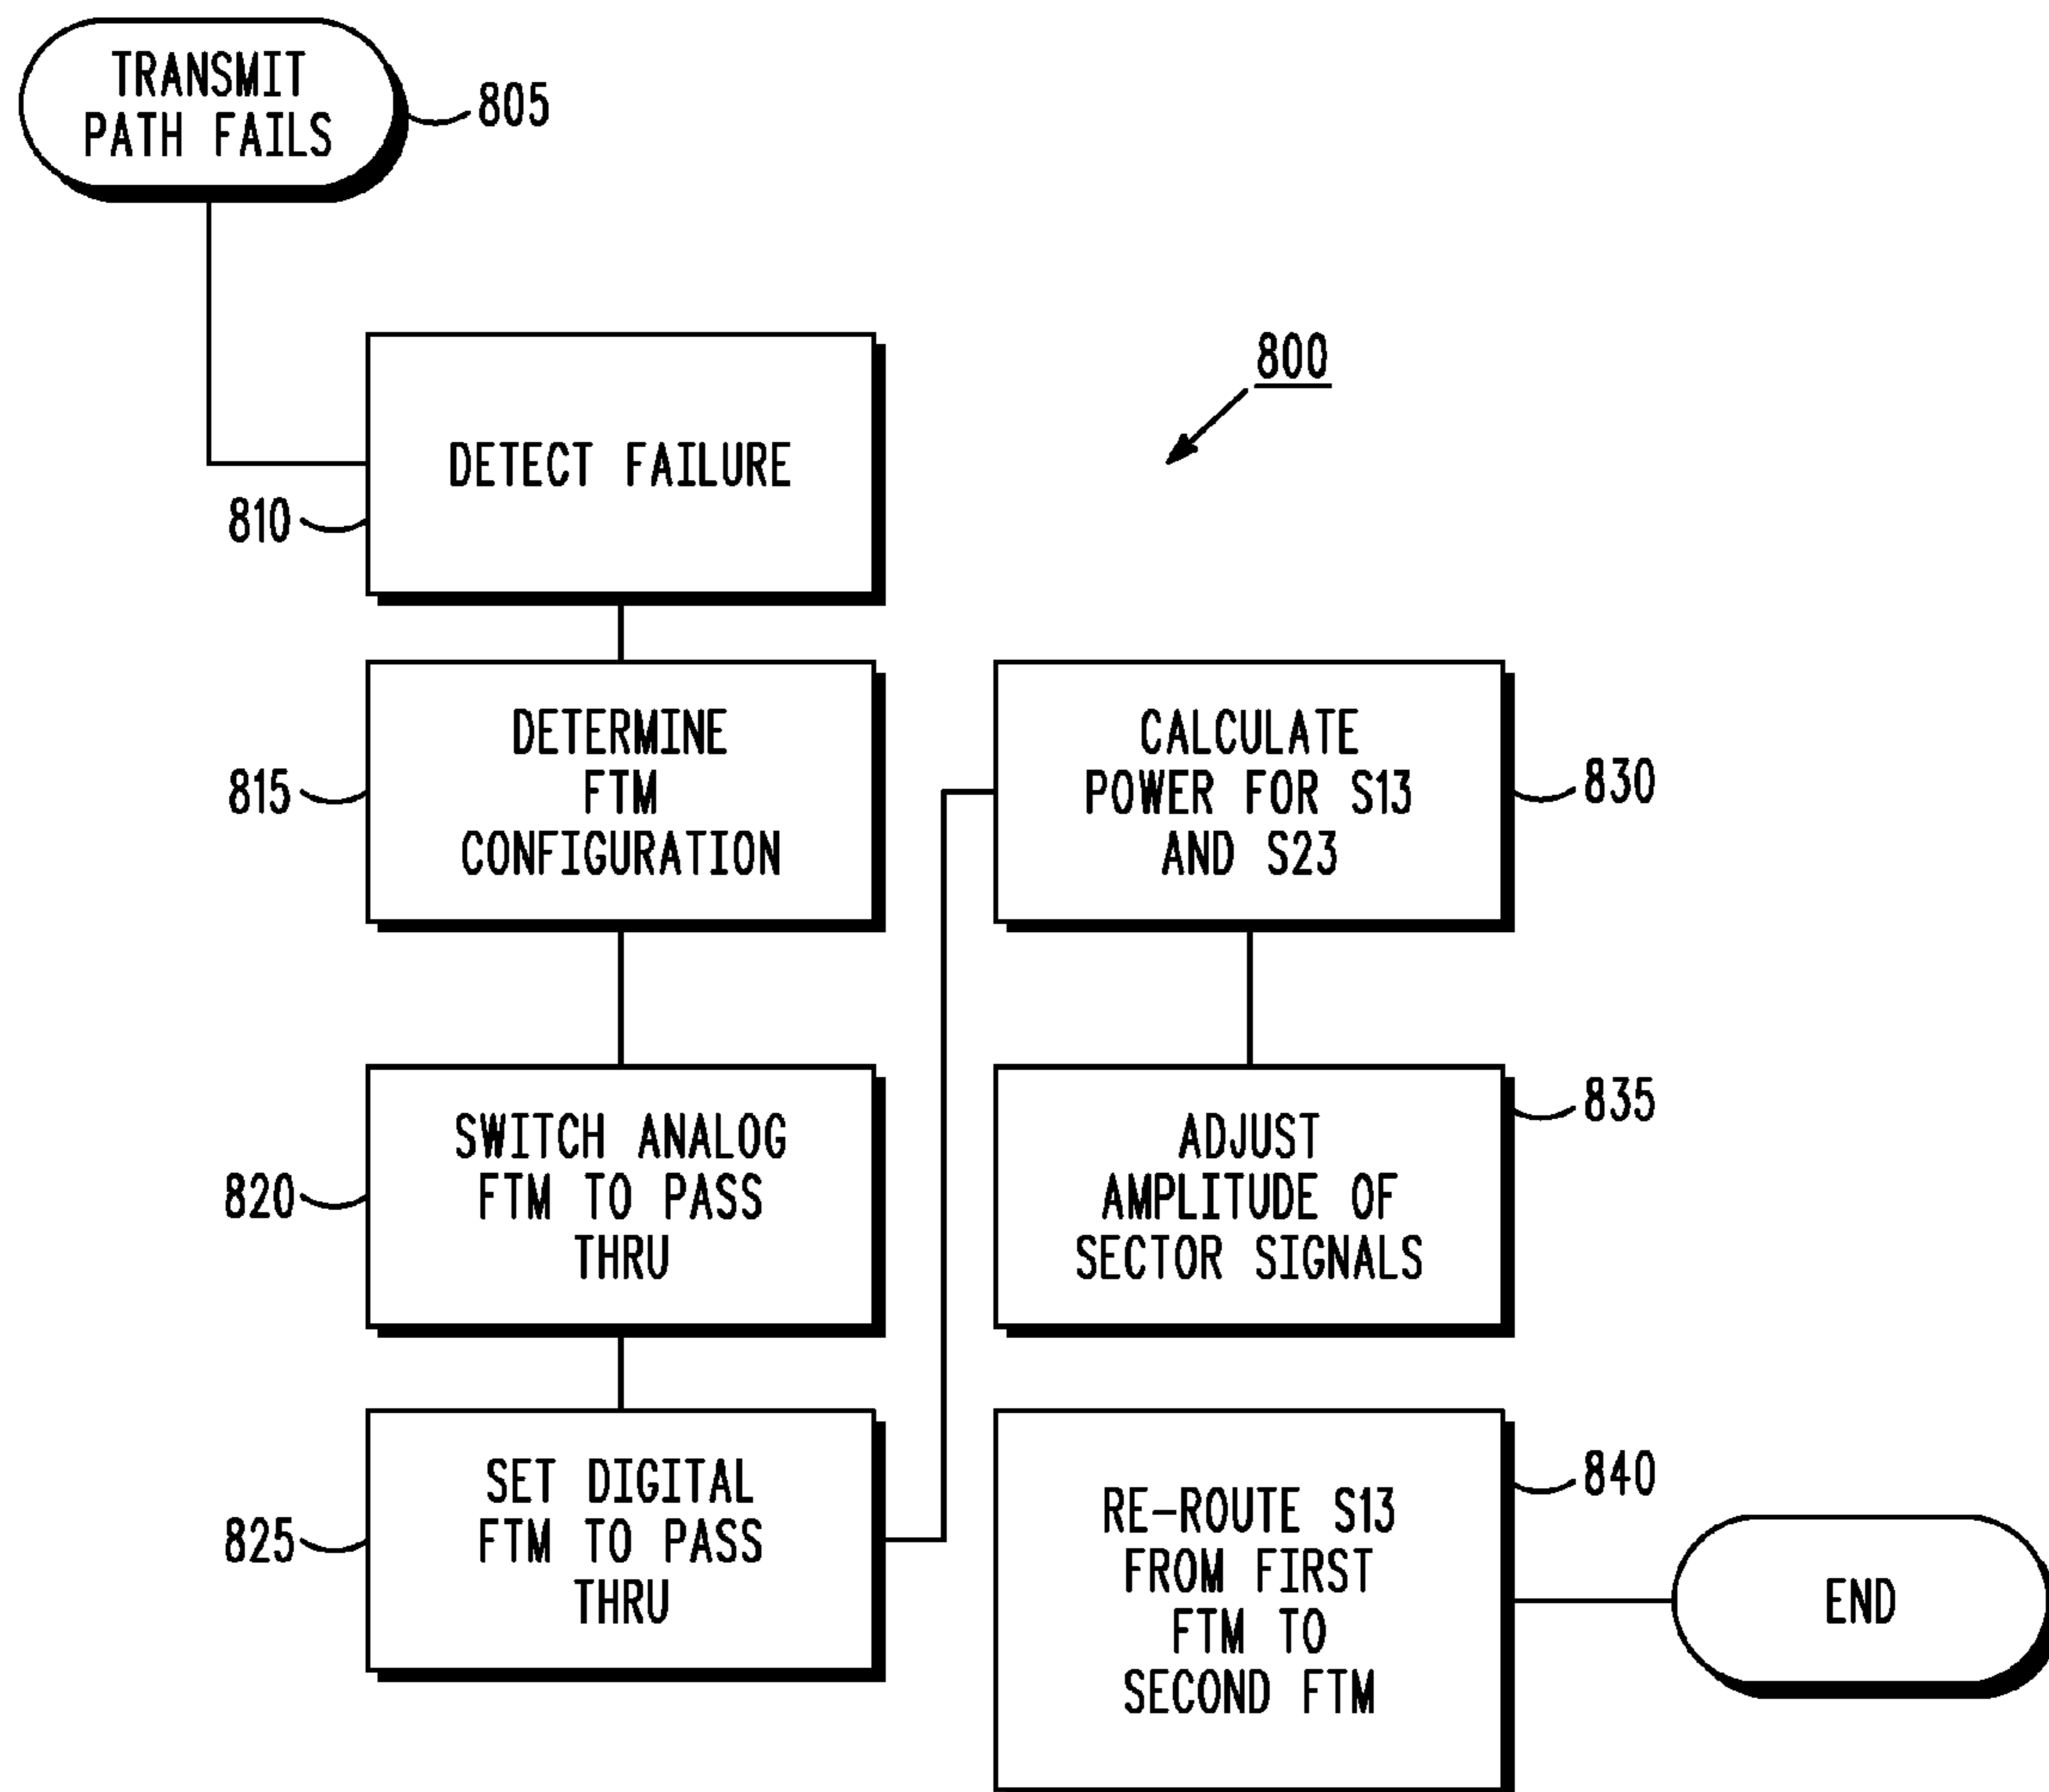 TRANSMIT
PATH FAILS
805
800
DETECT FAILURE
810
DETERMINE
FTM
CONFIGURATION
815
SWITCH ANALOG
FTM TO PASS
THRU
820
SET DIGITAL
FTM TO PASS
THRU
825
CALCULATE
POWER FOR S13
AND S23
830
ADJUST
AMPLITUDE OF
SECTOR SIGNALS
835
RE-ROUTE S13
FROM FIRST
FTM TO
SECOND FTM
840
END